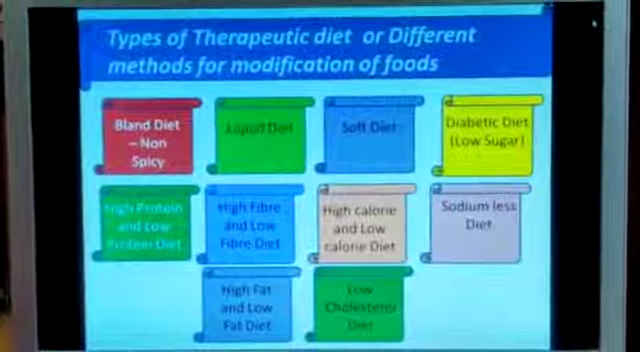 Types of Therapeutic diet or Different
methods for modification of foods
Bland Diet
– Non
Spicy
Liquid Diet
Soft Diet
Diabetic Diet
(Low Sugar)
High Protein
and Low
Protein Diet
High Fibre
and Low
Fibre Diet
High calorie
and Low
calorie Diet
Sodium less
Diet
High Fat
and Low
Fat Diet
Low
Cholesterol
Diet